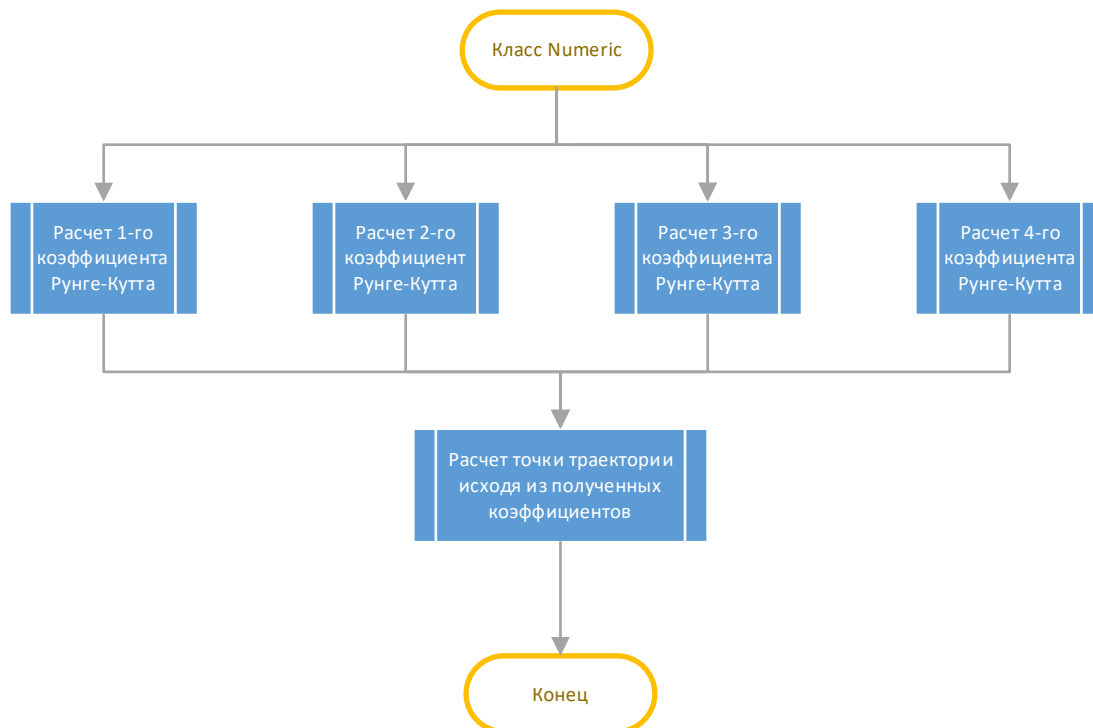 Класс Numeric
Расчет 1-го
коэффициента
Рунге-Кутта
Расчет 2-го
коэффициент
Рунге-Кутта
Расчет 3-го
коэффициента
Рунге-Кутта
Расчет 4-го
коэффициента
Рунге-Кутта
Расчет точки траектории
исходя из полученных
коэффициентов
Конец